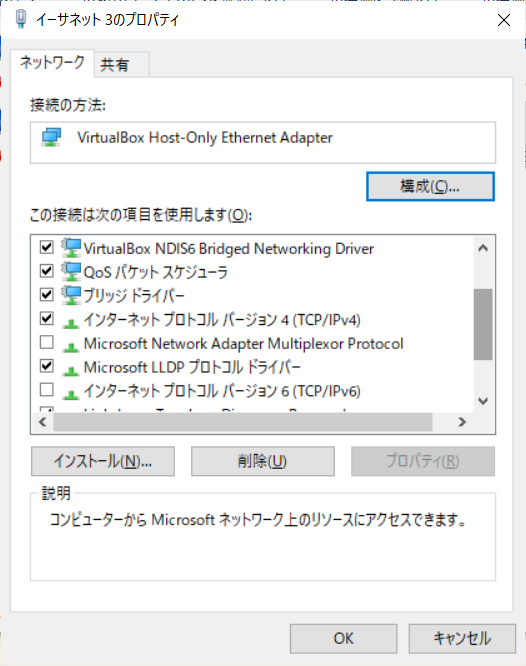 イーサネット 3のプロパティ
ネットワーク
共有
接続の方法:
VirtualBox Host-Only Ethernet Adapter
構成(C)...
この接続は次の項目を使用します(O):
VirtualBox NDIS6 Bridged Networking Driver
QoS パケット スケジューラ
ブリッジ ドライバー
インターネット プロトコル バージョン 4 (TCP/IPv4)
Microsoft Network Adapter Multiplexor Protocol
Microsoft LLDP プロトコル ドライバー
インターネット プロトコル バージョン 6 (TCP/IPv6)
インストール(N)...
削除(U)
プロパティ(R)
説明
コンピューターから Microsoft ネットワーク上のリソースにアクセスできます。
OK
キャンセル